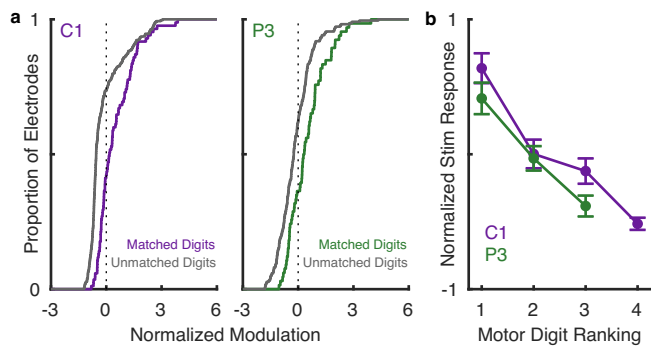 a
C1
P3
1
0
Proportion of Electrodes
Matched Digits
Unmatched Digits
Matched Digits
Unmatched Digits
-3 0 3 6
-3 0 3 6
Normalized Modulation
b
1
-1
Normalized Stim Response
C1
P3
1 2 3 4
Motor Digit Ranking